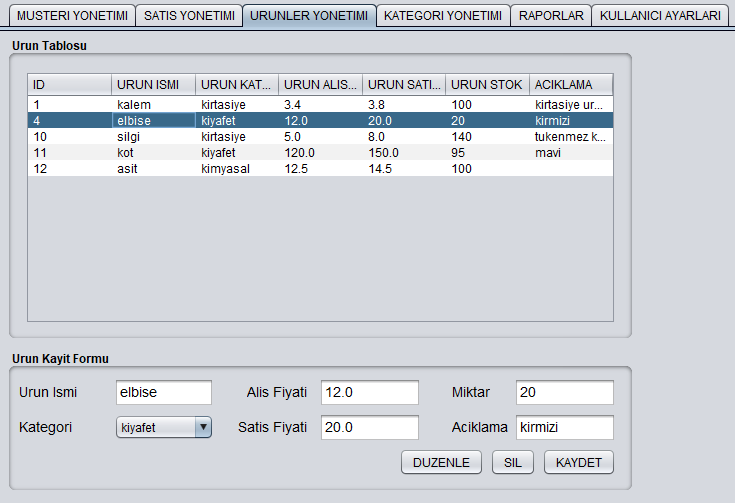 MUSTERI YONETIMI SATIS YONETIMI URUNLER YONETIMI KATEGORI YONETIMI RAPORLAR KULLANICI AYARLARI
Urun Tablosu
ID URUN ISMI URUN KAT... URUN ALIS... URUN SATI... URUN STOK ACIKLAMA
1 kalem kirtasiye 3.4 3.8 100 kirtasiye ur...
4 elbise kiyafet 12.0 20.0 20 kirmizi
10 silgi kirtasiye 5.0 8.0 140 tukenmez k...
11 kot kiyafet 120.0 150.0 95 mavi
12 asit kimyasal 12.5 14.5 100
Urun Kayit Formu
Urun Ismi elbise Alis Fiyati 12.0 Miktar 20
Kategori kiyafet Satis Fiyati 20.0 Aciklama kirmizi
DUZENLE SIL KAYDET